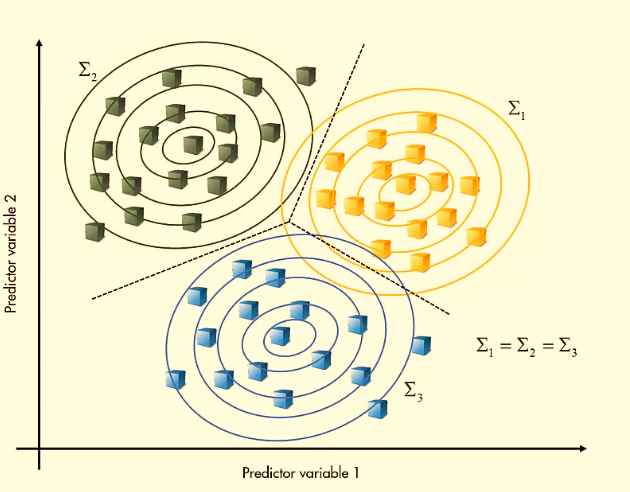 Σ₂
Σ₁
Predictor variable 2
Σ₁ = Σ₂ = Σ₃
Σ₃
Predictor variable 1